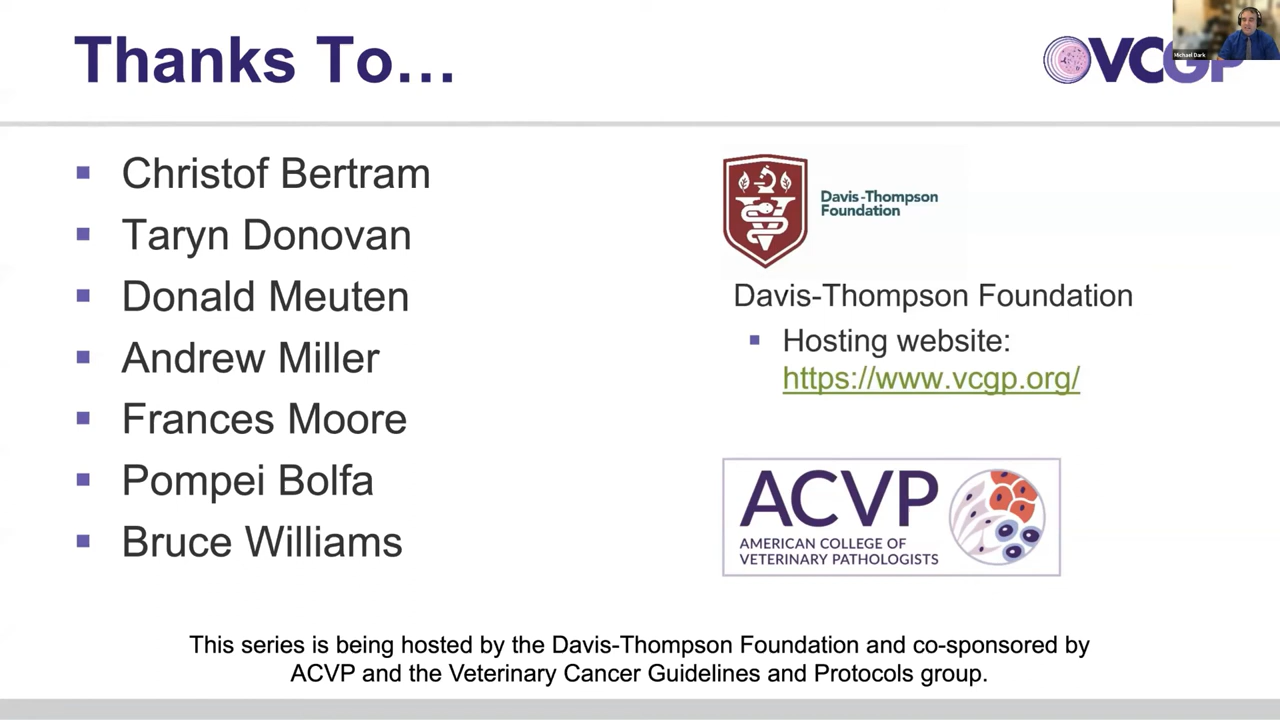 Thanks To…
OVCGP
Michael Dark
Christof Bertram
Taryn Donovan
Donald Meuten
Andrew Miller
Frances Moore
Pompei Bolfa
Bruce Williams
Davis-Thompson
Foundation
Davis-Thompson Foundation
Hosting website:
https://www.vcgp.org/
ACVP
AMERICAN COLLEGE OF
VETERINARY PATHOLOGISTS
This series is being hosted by the Davis-Thompson Foundation and co-sponsored by
ACVP and the Veterinary Cancer Guidelines and Protocols group.